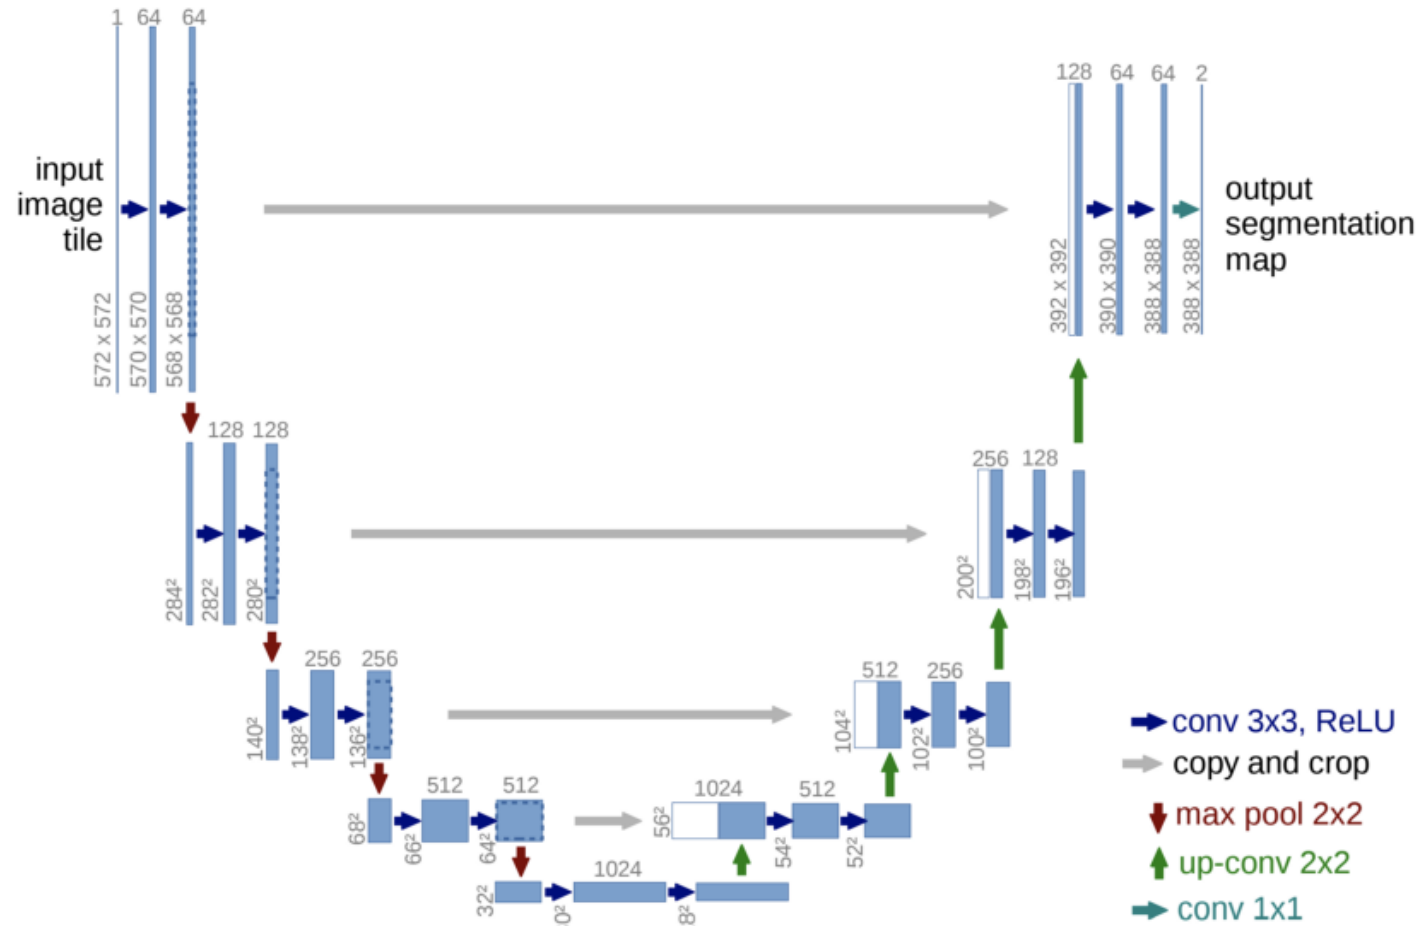 1 64 64
128 64 64 2
input
image
tile
output
segmentation
map
572 x 572
570 x 570
568 x 568
392 x 392
390 x 390
388 x 388
388 x 388
128 128
256 128
284²
282²
280²
200²
198²
196²
256 256
512 256
140²
138²
136²
104²
102²
100²
512 512
1024 512
68²
66²
64²
56²
54²
52²
1024
32²
0²
8²
conv 3x3, ReLU
copy and crop
max pool 2x2
up-conv 2x2
conv 1x1